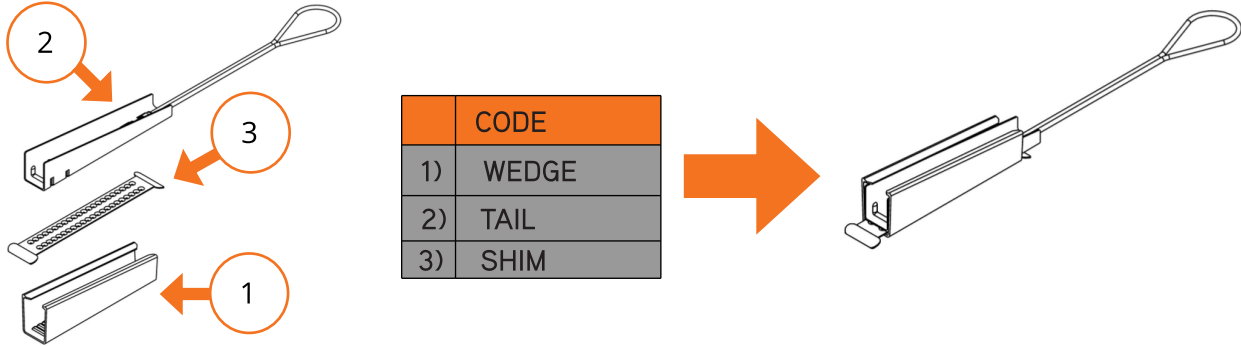 2
3
1
CODE
1) WEDGE
2) TAIL
3) SHIM